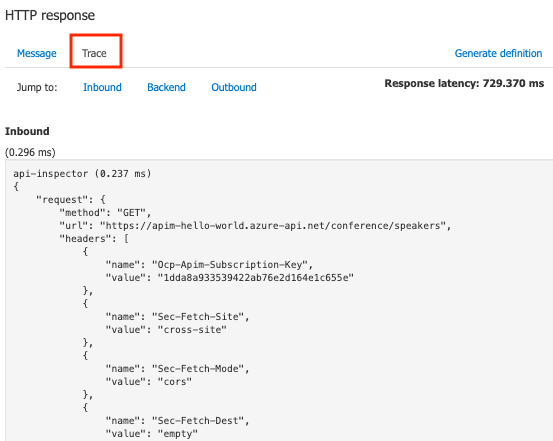 HTTP response
Message Trace Generate definition
Jump to: Inbound Backend Outbound Response latency: 729.370 ms
Inbound
(0.296 ms)
api-inspector (0.237 ms)
{
    "request": {
        "method": "GET",
        "url": "https://apim-hello-world.azure-api.net/conference/speakers",
        "headers": [
            {
                "name": "Ocp-Apim-Subscription-Key",
                "value": "1dda8a933539422ab76e2d164e1c655e"
            },
            {
                "name": "Sec-Fetch-Site",
                "value": "cross-site"
            },
            {
                "name": "Sec-Fetch-Mode",
                "value": "cors"
            },
            {
                "name": "Sec-Fetch-Dest",
                "value": "empty"